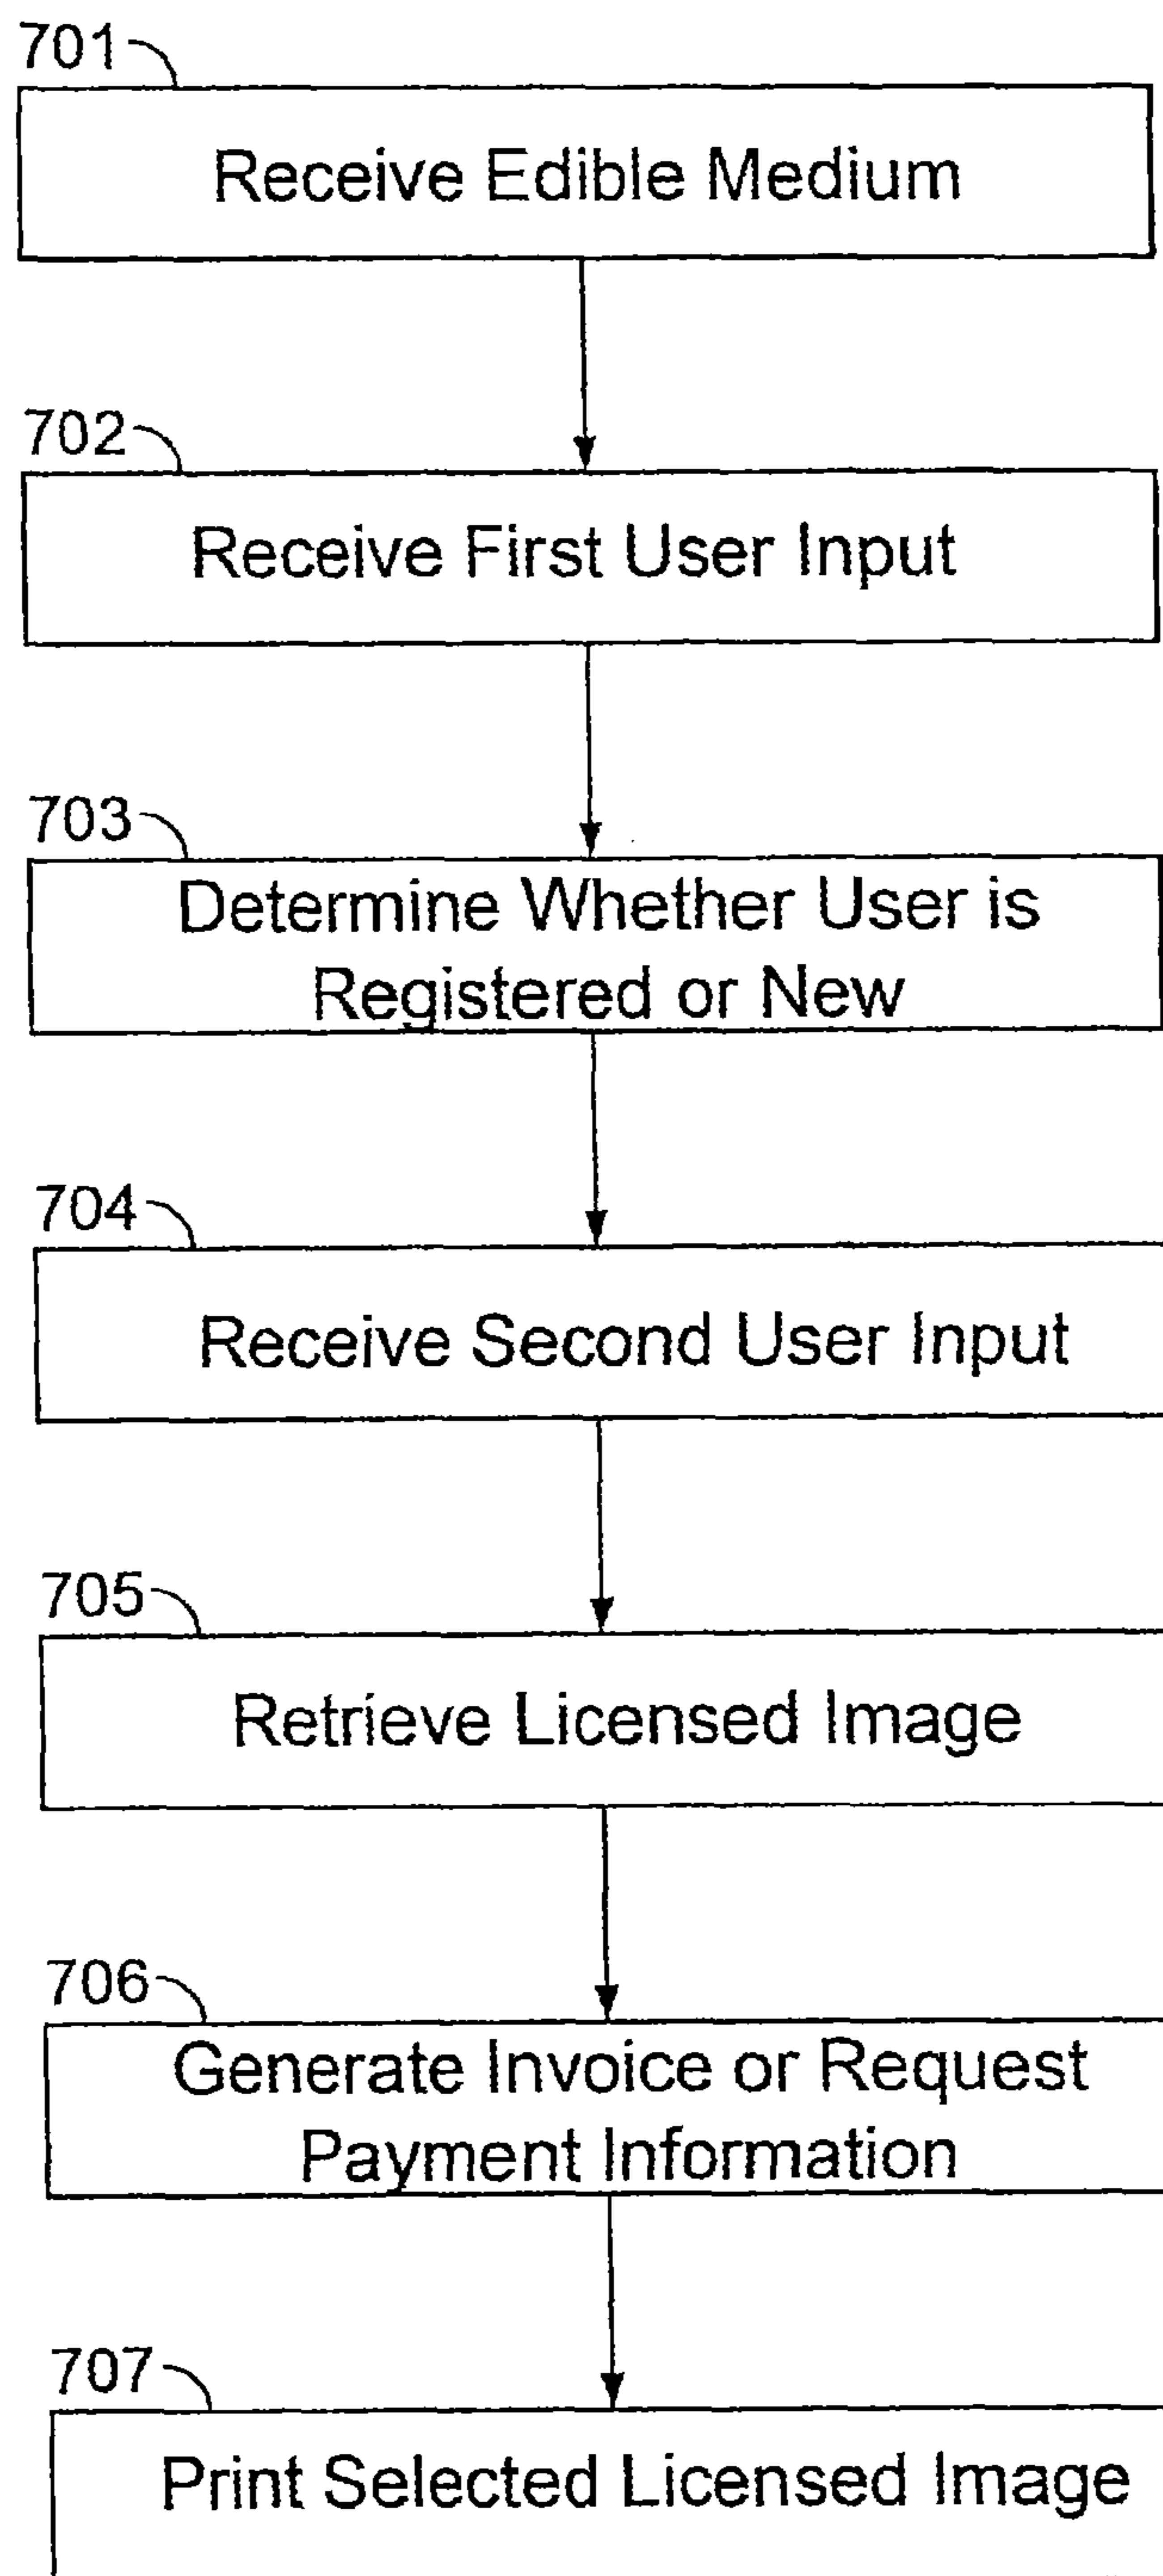 701
Receive Edible Medium
702
Receive First User Input
703
Determine Whether User is
Registered or New
704
Receive Second User Input
705
Retrieve Licensed Image
706
Generate Invoice or Request
Payment Information
707
Print Selected Licensed Image